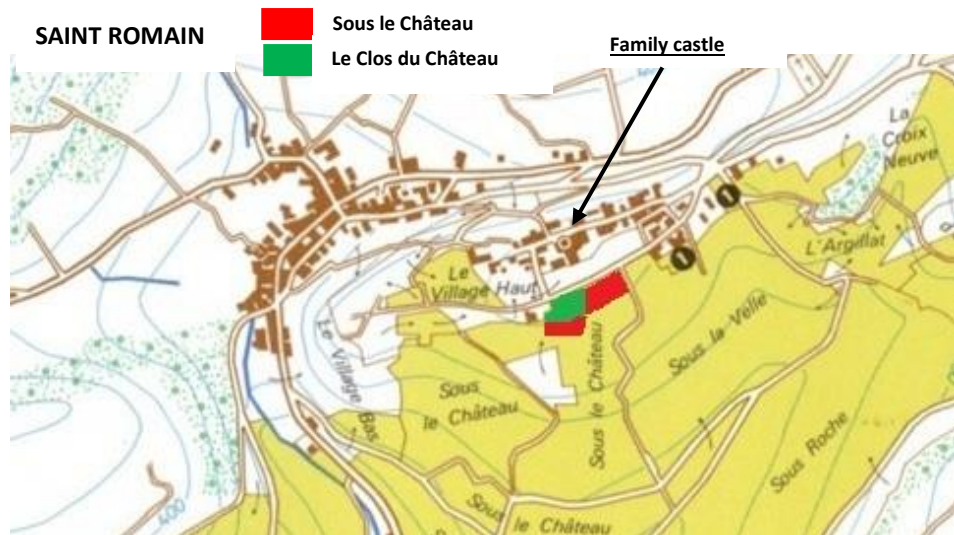 SAINT ROMAIN
Sous le Château
Le Clos du Château
Family castle
La
Croix
Neuve
L'Argillat
Le
Village Haut
Le Village Bas
Sous
le Château
Sous le Château
Sous la Velle
Sous Roche
Sous le Château
400